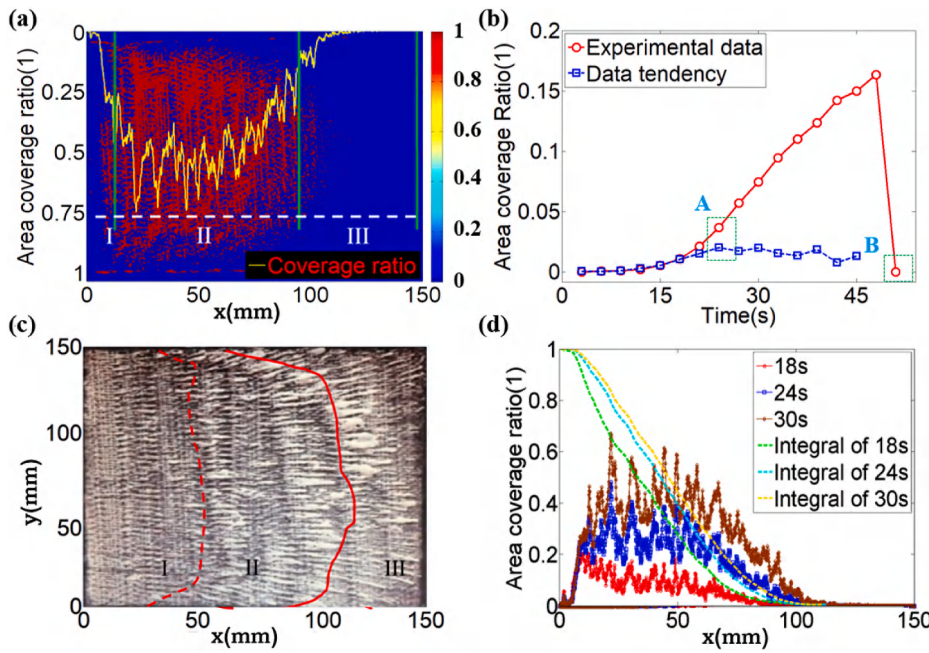 (a)
Area coverage ratio(1)
0
0.25
0.5
0.75
1
I
II
III
Coverage ratio
0
50
100
150
x(mm)
1
0.8
0.6
0.4
0.2
0
(b)
Area coverage Ratio(1)
0.2
0.15
0.1
0.05
0
Experimental data
Data tendency
A
B
0
15
30
45
Time(s)
(c)
y(mm)
150
100
50
0
I
II
III
0
50
100
150
x(mm)
(d)
Area coverage ratio(1)
1
0.8
0.6
0.4
0.2
0
18s
24s
30s
Integral of 18s
Integral of 24s
Integral of 30s
0
50
100
150
x(mm)